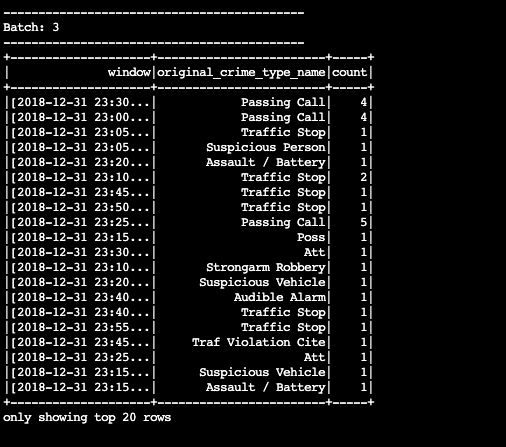 -------------------------------------------
Batch: 3
-------------------------------------------
+--------------------+------------------------+-----+
|              window|original_crime_type_name|count|
+--------------------+------------------------+-----+
|[2018-12-31 23:30...|            Passing Call|    4|
|[2018-12-31 23:00...|            Passing Call|    4|
|[2018-12-31 23:05...|            Traffic Stop|    1|
|[2018-12-31 23:05...|       Suspicious Person|    1|
|[2018-12-31 23:20...|       Assault / Battery|    1|
|[2018-12-31 23:10...|            Traffic Stop|    2|
|[2018-12-31 23:45...|            Traffic Stop|    1|
|[2018-12-31 23:50...|            Traffic Stop|    1|
|[2018-12-31 23:25...|            Passing Call|    5|
|[2018-12-31 23:15...|                    Poss|    1|
|[2018-12-31 23:30...|                     Att|    1|
|[2018-12-31 23:10...|       Strongarm Robbery|    1|
|[2018-12-31 23:20...|      Suspicious Vehicle|    1|
|[2018-12-31 23:40...|           Audible Alarm|    1|
|[2018-12-31 23:40...|            Traffic Stop|    1|
|[2018-12-31 23:55...|            Traffic Stop|    1|
|[2018-12-31 23:45...|     Traf Violation Cite|    1|
|[2018-12-31 23:25...|                     Att|    1|
|[2018-12-31 23:15...|      Suspicious Vehicle|    1|
|[2018-12-31 23:15...|       Assault / Battery|    1|
+--------------------+------------------------+-----+
only showing top 20 rows